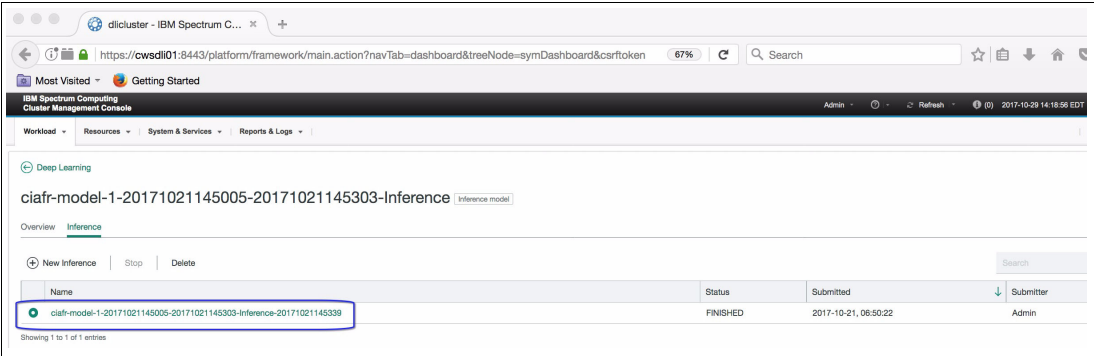 dlicluster - IBM Spectrum C... × +
https://cwsdli01:8443/platform/framework/main.action?navTab=dashboard&treeNode=symDashboard&csrftoken 67% Search
Most Visited Getting Started
IBM Spectrum Computing
Cluster Management Console
Admin ? Refresh (0) 2017-10-29 14:18:56 EDT
Workload Resources System & Services Reports & Logs
Deep Learning
ciafr-model-1-20171021145005-20171021145303-Inference Inference model
Overview Inference
New Inference Stop Delete Search
Name Status Submitted Submitter
ciafr-model-1-20171021145005-20171021145303-Inference-20171021145339 FINISHED 2017-10-21, 06:50:22 Admin
Showing 1 to 1 of 1 entries